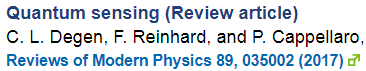 Quantum sensing (Review article)
C. L. Degen, F. Reinhard, and P. Cappellaro,
Reviews of Modern Physics 89, 035002 (2017)